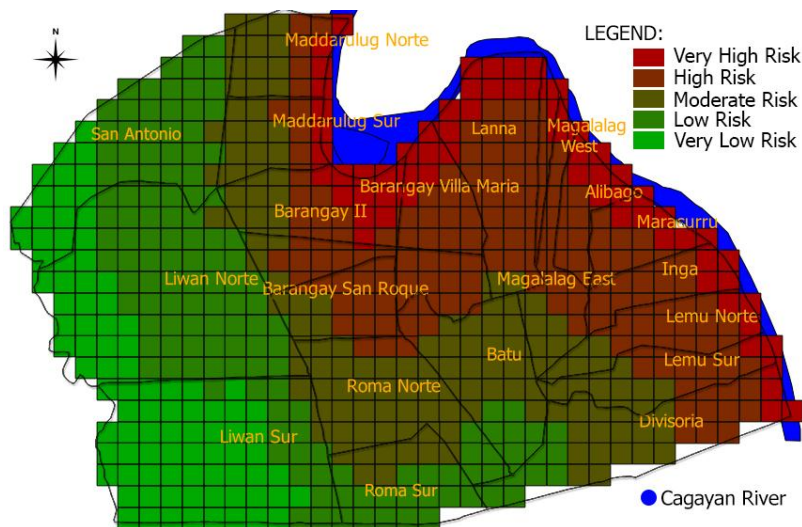 N
LEGEND:
Very High Risk
High Risk
Moderate Risk
Low Risk
Very Low Risk
Maddarulug Norte
San Antonio
Maddarulug Sur
Lanna
Magalalag
West
Barangay Villa Maria
Alibago
Barangay II
Maracurru
Liwan Norte
Barangay San Roque
Magalalag East
Inga
Lemu Norte
Batu
Lemu Sur
Roma Norte
Divisoria
Liwan Sur
Roma Sur
Cagayan River